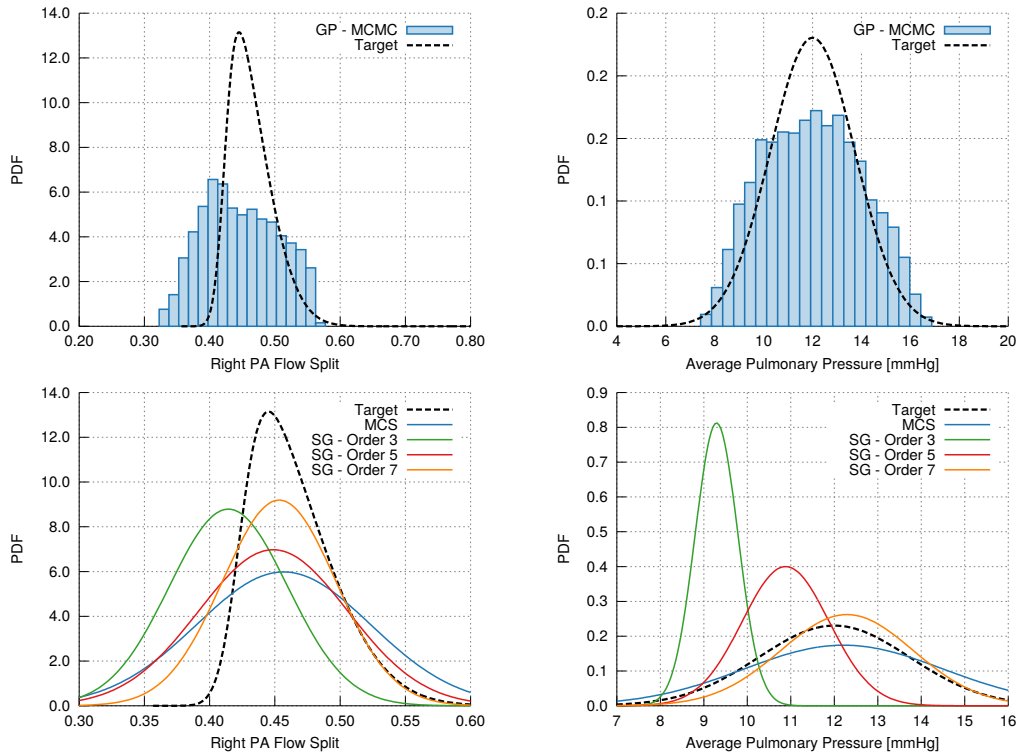 14.0
12.0
10.0
8.0
6.0
4.0
2.0
0.0
PDF
GP - MCMC
Target
0.20 0.30 0.40 0.50 0.60 0.70 0.80
Right PA Flow Split
0.2
0.2
0.2
0.1
0.1
0.0
PDF
GP - MCMC
Target
4 6 8 10 12 14 16 18 20
Average Pulmonary Pressure [mmHg]
14.0
12.0
10.0
8.0
6.0
4.0
2.0
0.0
PDF
Target
MCS
SG - Order 3
SG - Order 5
SG - Order 7
0.30 0.35 0.40 0.45 0.50 0.55 0.60
Right PA Flow Split
0.9
0.8
0.7
0.6
0.5
0.4
0.3
0.2
0.1
0.0
PDF
Target
MCS
SG - Order 3
SG - Order 5
SG - Order 7
7 8 9 10 11 12 13 14 15 16
Average Pulmonary Pressure [mmHg]